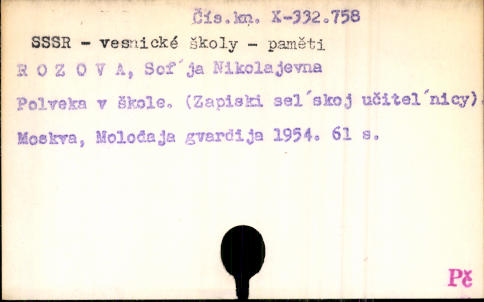 Čís.kn. X-332.758
SSSR - vesnické školy - paměti
R O Z O V A, Sof´ja Nikolajevna
Polveka v škole. (Zapiski sel´skoj učitel´nicy).
Moskva, Molodaja gvardija 1954. 61 s.
Pč